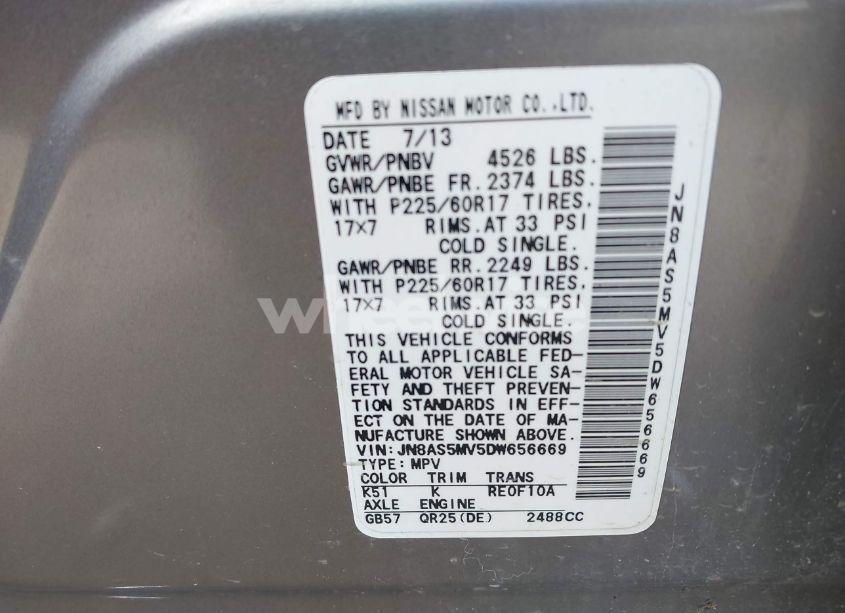 MFD BY NISSAN MOTOR CO.,LTD.
DATE 7/13
GVWR/PNBV 4526 LBS.
GAWR/PNBE FR. 2374 LBS.
WITH P225/60R17 TIRES.
17×7 RIMS. AT 33 PSI
COLD SINGLE.
GAWR/PNBE RR. 2249 LBS.
WITH P225/60R17 TIRES.
17×7 RIMS. AT 33 PSI
COLD SINGLE.
THIS VEHICLE CONFORMS
TO ALL APPLICABLE FED-
ERAL MOTOR VEHICLE SA-
FETY AND THEFT PREVEN-
TION STANDARDS IN EFF-
ECT ON THE DATE OF MA-
NUFACTURE SHOWN ABOVE.
VIN: JN8AS5MV5DW656669
TYPE: MPV
COLOR TRIM TRANS
K51 K RE0F10A
AXLE ENGINE
GB57 QR25(DE) 2488CC
JN8AS5MV5DW656669